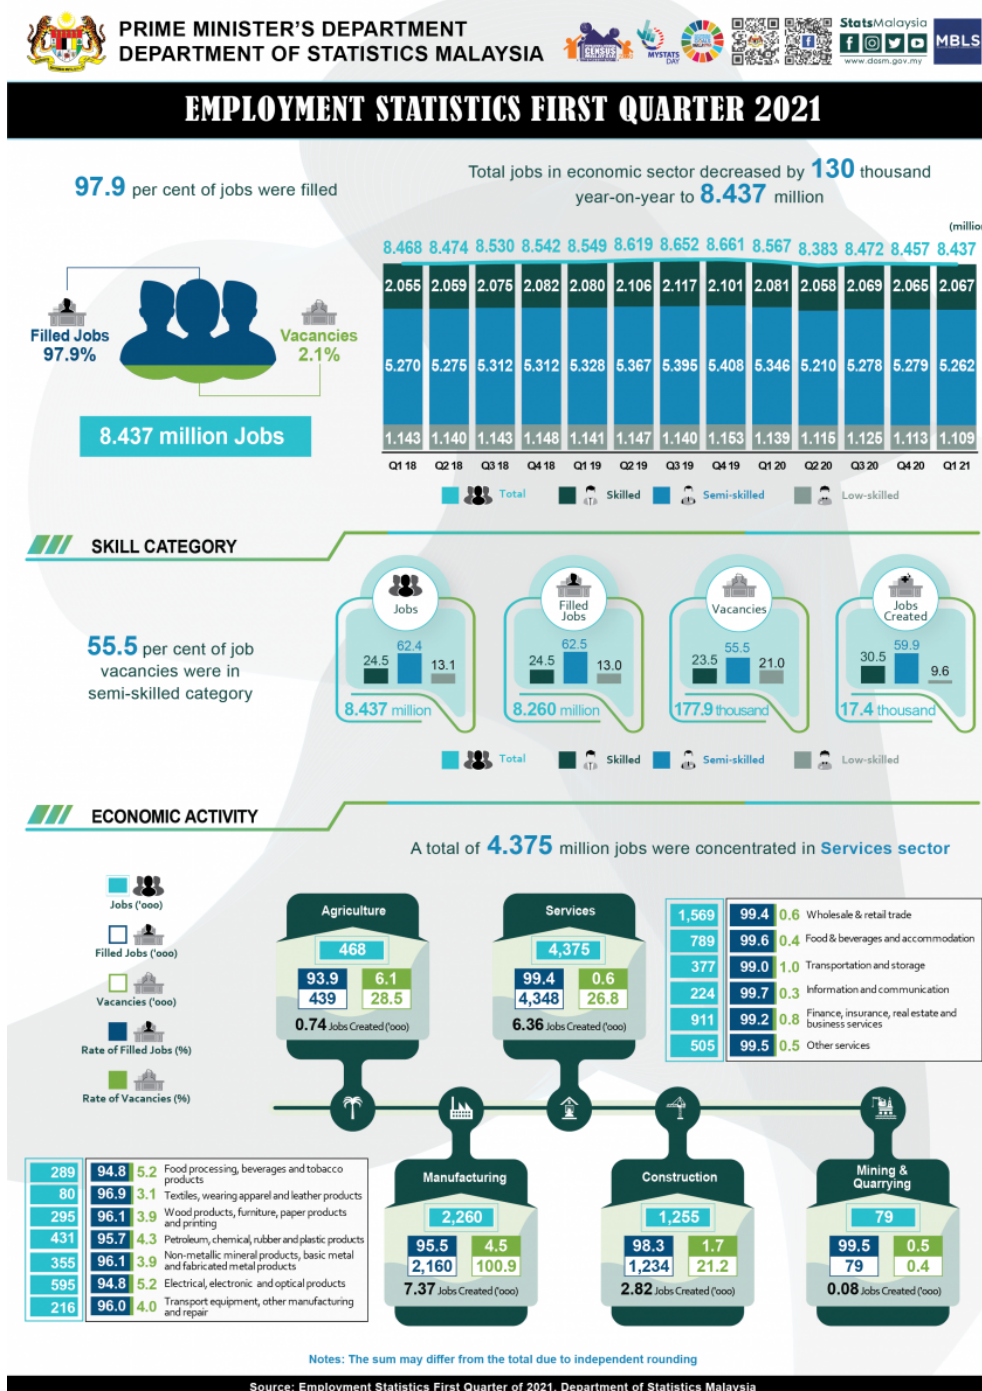 PRIME MINISTER'S DEPARTMENT
DEPARTMENT OF STATISTICS MALAYSIA
CENSUS
MYSTATS
DAY
StatsMalaysia
www.dosm.gov.my
MBLS
EMPLOYMENT STATISTICS FIRST QUARTER 2021
97.9 per cent of jobs were filled
Filled Jobs
97.9%
Vacancies
2.1%
8.437 million Jobs
Total jobs in economic sector decreased by 130 thousand
year-on-year to 8.437 million
(million
8.468 8.474 8.530 8.542 8.549 8.619 8.652 8.661 8.567 8.383 8.472 8.457 8.437
2.055 2.059 2.075 2.082 2.080 2.106 2.117 2.101 2.081 2.058 2.069 2.065 2.067
5.270 5.275 5.312 5.312 5.328 5.367 5.395 5.408 5.346 5.210 5.278 5.279 5.262
1.143 1.140 1.143 1.148 1.141 1.147 1.140 1.153 1.139 1.115 1.125 1.113 1.109
Q1 18 Q2 18 Q3 18 Q4 18 Q1 19 Q2 19 Q3 19 Q4 19 Q1 20 Q2 20 Q3 20 Q4 20 Q1 21
Total Skilled Semi-skilled Low-skilled
SKILL CATEGORY
55.5 per cent of job
vacancies were in
semi-skilled category
Jobs
24.5 62.4 13.1
8.437 million
Filled
Jobs
24.5 62.5 13.0
8.260 million
Vacancies
23.5 55.5 21.0
177.9 thousand
Jobs
Created
30.5 59.9 9.6
17.4 thousand
Total Skilled Semi-skilled Low-skilled
ECONOMIC ACTIVITY
A total of 4.375 million jobs were concentrated in Services sector
Jobs ('000)
Filled Jobs ('000)
Vacancies ('000)
Rate of Filled Jobs (%)
Rate of Vacancies (%)
Agriculture
468
93.9 6.1
439 28.5
0.74 Jobs Created ('000)
Services
4,375
99.4 0.6
4,348 26.8
6.36 Jobs Created ('000)
1,569 99.4 0.6 Wholesale & retail trade
789 99.6 0.4 Food & beverages and accommodation
377 99.0 1.0 Transportation and storage
224 99.7 0.3 Information and communication
911 99.2 0.8 Finance, insurance, real estate and
business services
505 99.5 0.5 Other services
289 94.8 5.2 Food processing, beverages and tobacco
products
80 96.9 3.1 Textiles, wearing apparel and leather products
295 96.1 3.9 Wood products, furniture, paper products
and printing
431 95.7 4.3 Petroleum, chemical, rubber and plastic products
355 96.1 3.9 Non-metallic mineral products, basic metal
and fabricated metal products
595 94.8 5.2 Electrical, electronic and optical products
216 96.0 4.0 Transport equipment, other manufacturing
and repair
Manufacturing
2,260
95.5 4.5
2,160 100.9
7.37 Jobs Created ('000)
Construction
1,255
98.3 1.7
1,234 21.2
2.82 Jobs Created ('000)
Mining &
Quarrying
79
99.5 0.5
79 0.4
0.08 Jobs Created ('000)
Notes: The sum may differ from the total due to independent rounding
Source: Employment Statistics First Quarter of 2021, Department of Statistics Malaysia